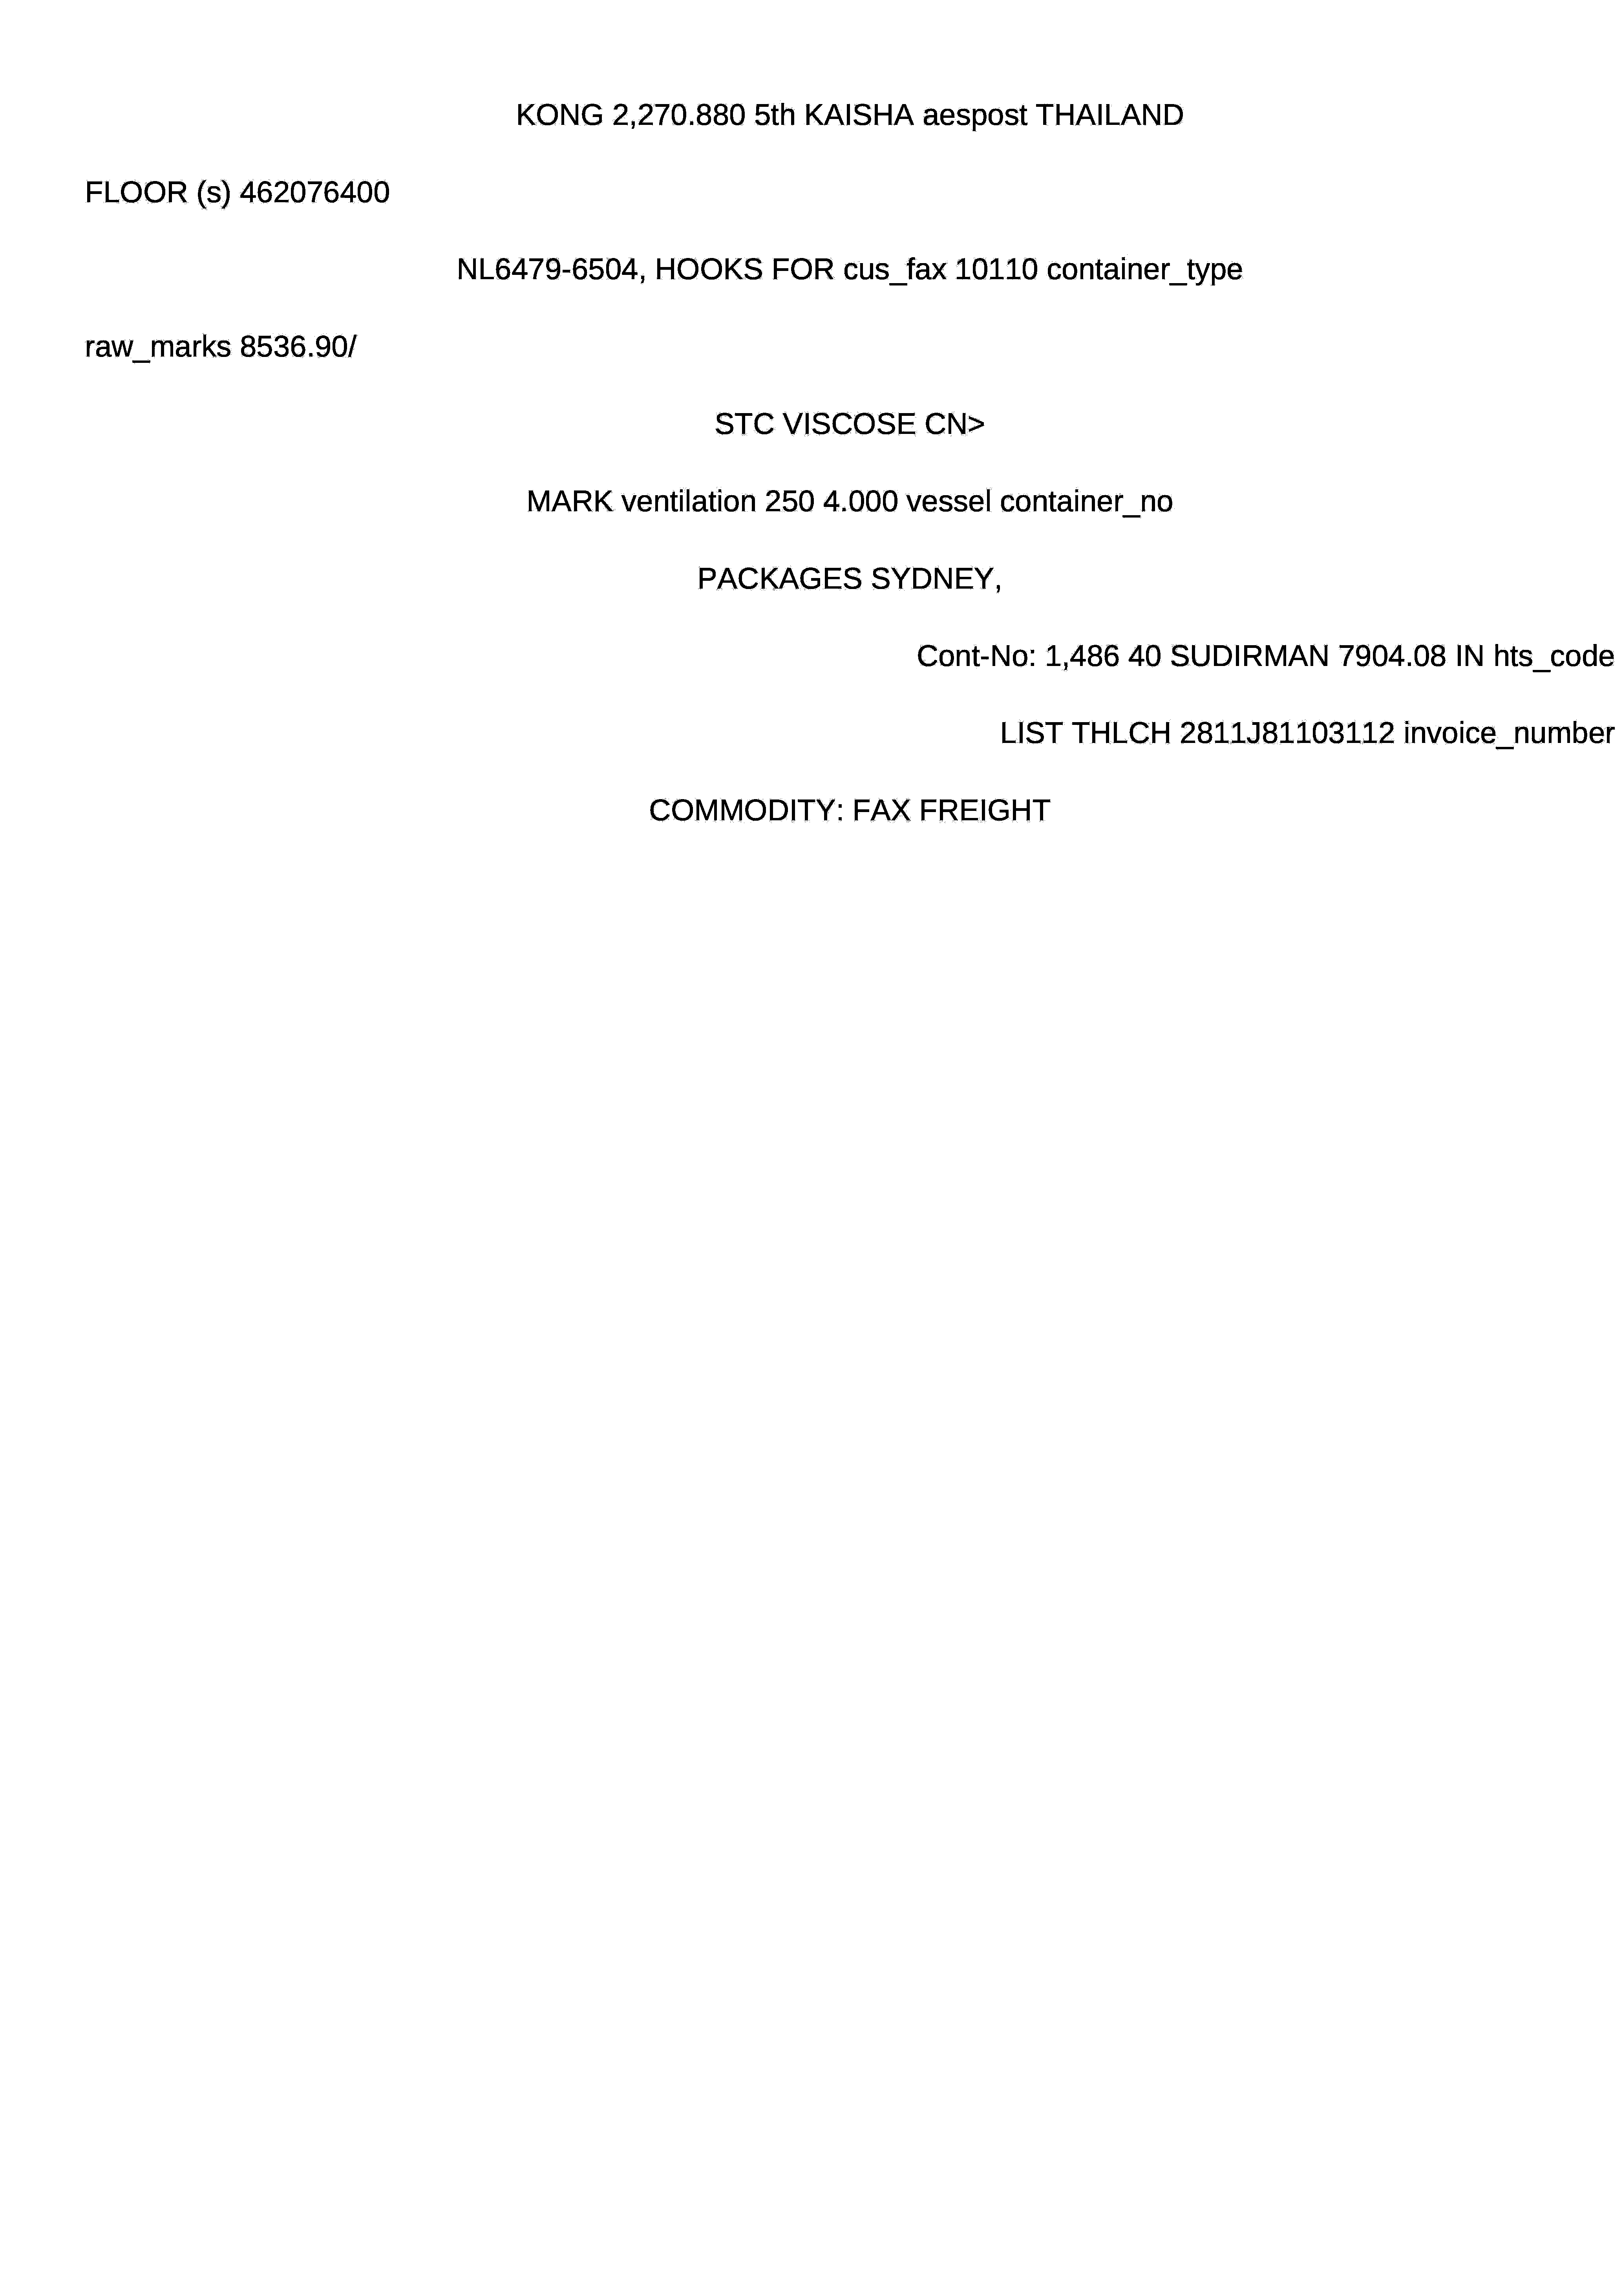 KONG 2,270.880 5th KAISHA aespost THAILAND
FLOOR (s) 462076400
NL6479-6504, HOOKS FOR cus_fax 10110 container_type
raw_marks 8536.90/
STC VISCOSE CN>
MARK ventilation 250 4.000 vessel container_no
PACKAGES SYDNEY,
Cont-No: 1,486 40 SUDIRMAN 7904.08 IN hts_code
LIST THLCH 2811J81103112 invoice_number
COMMODITY: FAX FREIGHT